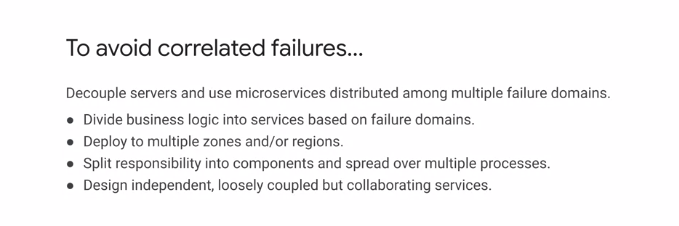 To avoid correlated failures...
Decouple servers and use microservices distributed among multiple failure domains.
● Divide business logic into services based on failure domains.
● Deploy to multiple zones and/or regions.
● Split responsibility into components and spread over multiple processes.
● Design independent, loosely coupled but collaborating services.